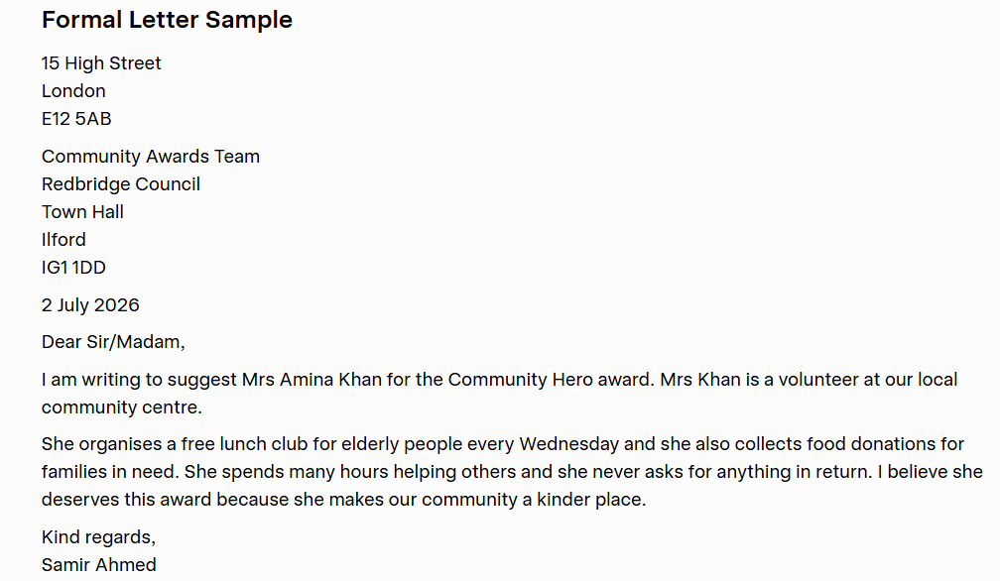 Formal Letter Sample
15 High Street
London
E12 5AB
Community Awards Team
Redbridge Council
Town Hall
Ilford
IG1 1DD
2 July 2026
Dear Sir/Madam,
I am writing to suggest Mrs Amina Khan for the Community Hero award. Mrs Khan is a volunteer at our local
community centre.
She organises a free lunch club for elderly people every Wednesday and she also collects food donations for
families in need. She spends many hours helping others and she never asks for anything in return. I believe she
deserves this award because she makes our community a kinder place.
Kind regards,
Samir Ahmed